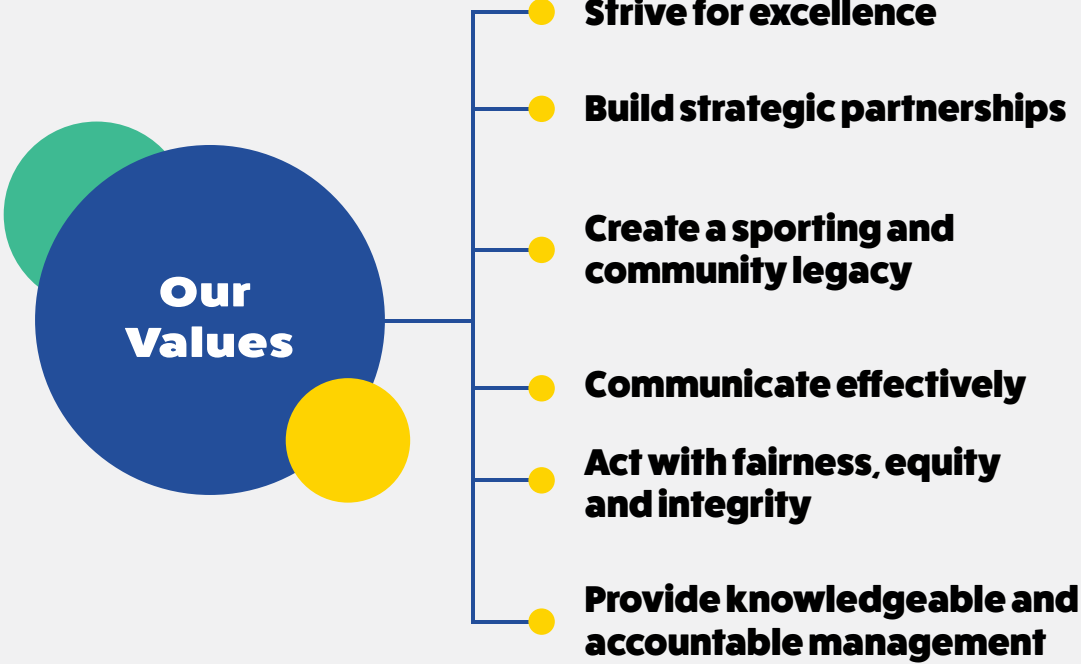 Strive for excellence
Build strategic partnerships
Create a sporting and
community legacy
Our
Values
Communicate effectively
Act with fairness, equity
and integrity
Provide knowledgeable and
accountable management